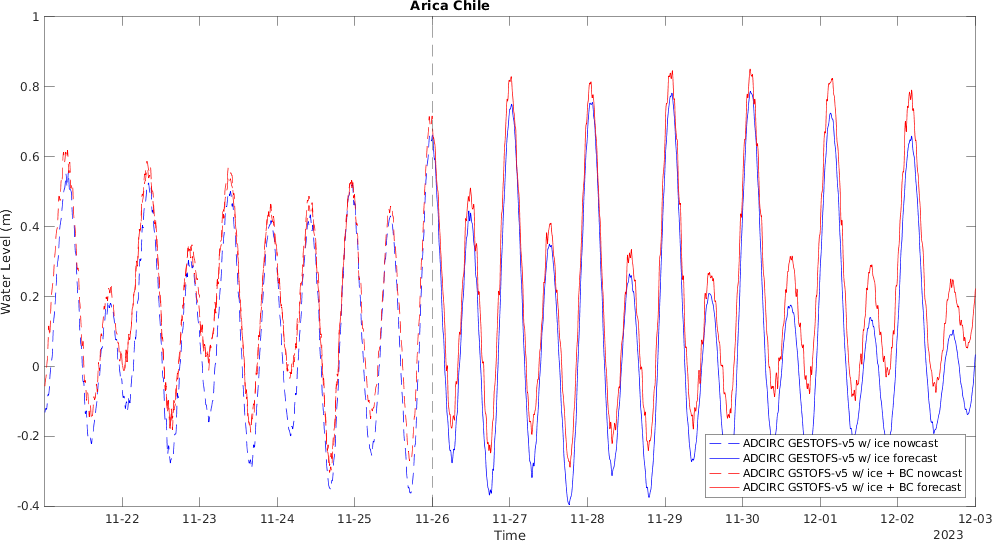 Arica Chile
Water Level (m)
1
0.8
0.6
0.4
0.2
0
-0.2
-0.4
ADCIRC GESTOFS-v5 w/ ice nowcast
ADCIRC GESTOFS-v5 w/ ice forecast
ADCIRC GSTOFS-v5 w/ ice + BC nowcast
ADCIRC GSTOFS-v5 w/ ice + BC forecast
11-22 11-23 11-24 11-25 11-26 11-27 11-28 11-29 11-30 12-01 12-02 12-03
Time
2023